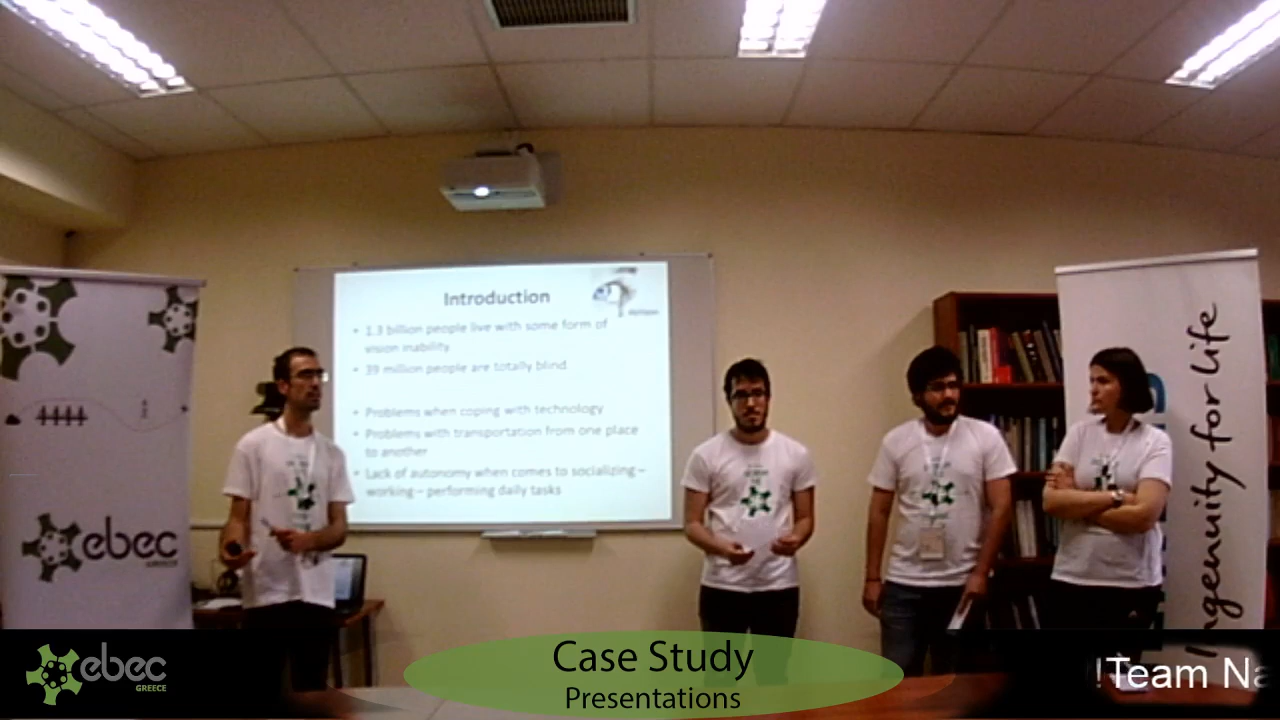 Introduction
• 1.3 billion people live with some form of
vision inability
• 39 million people are totally blind
• Problems when coping with technology
• Problems with transportation from one place
to another
• Lack of autonomy when comes to socializing –
working – performing daily tasks
ebec
GREECE
Ingenuity for life
ebec
GREECE
Case Study
Presentations
!Team Na